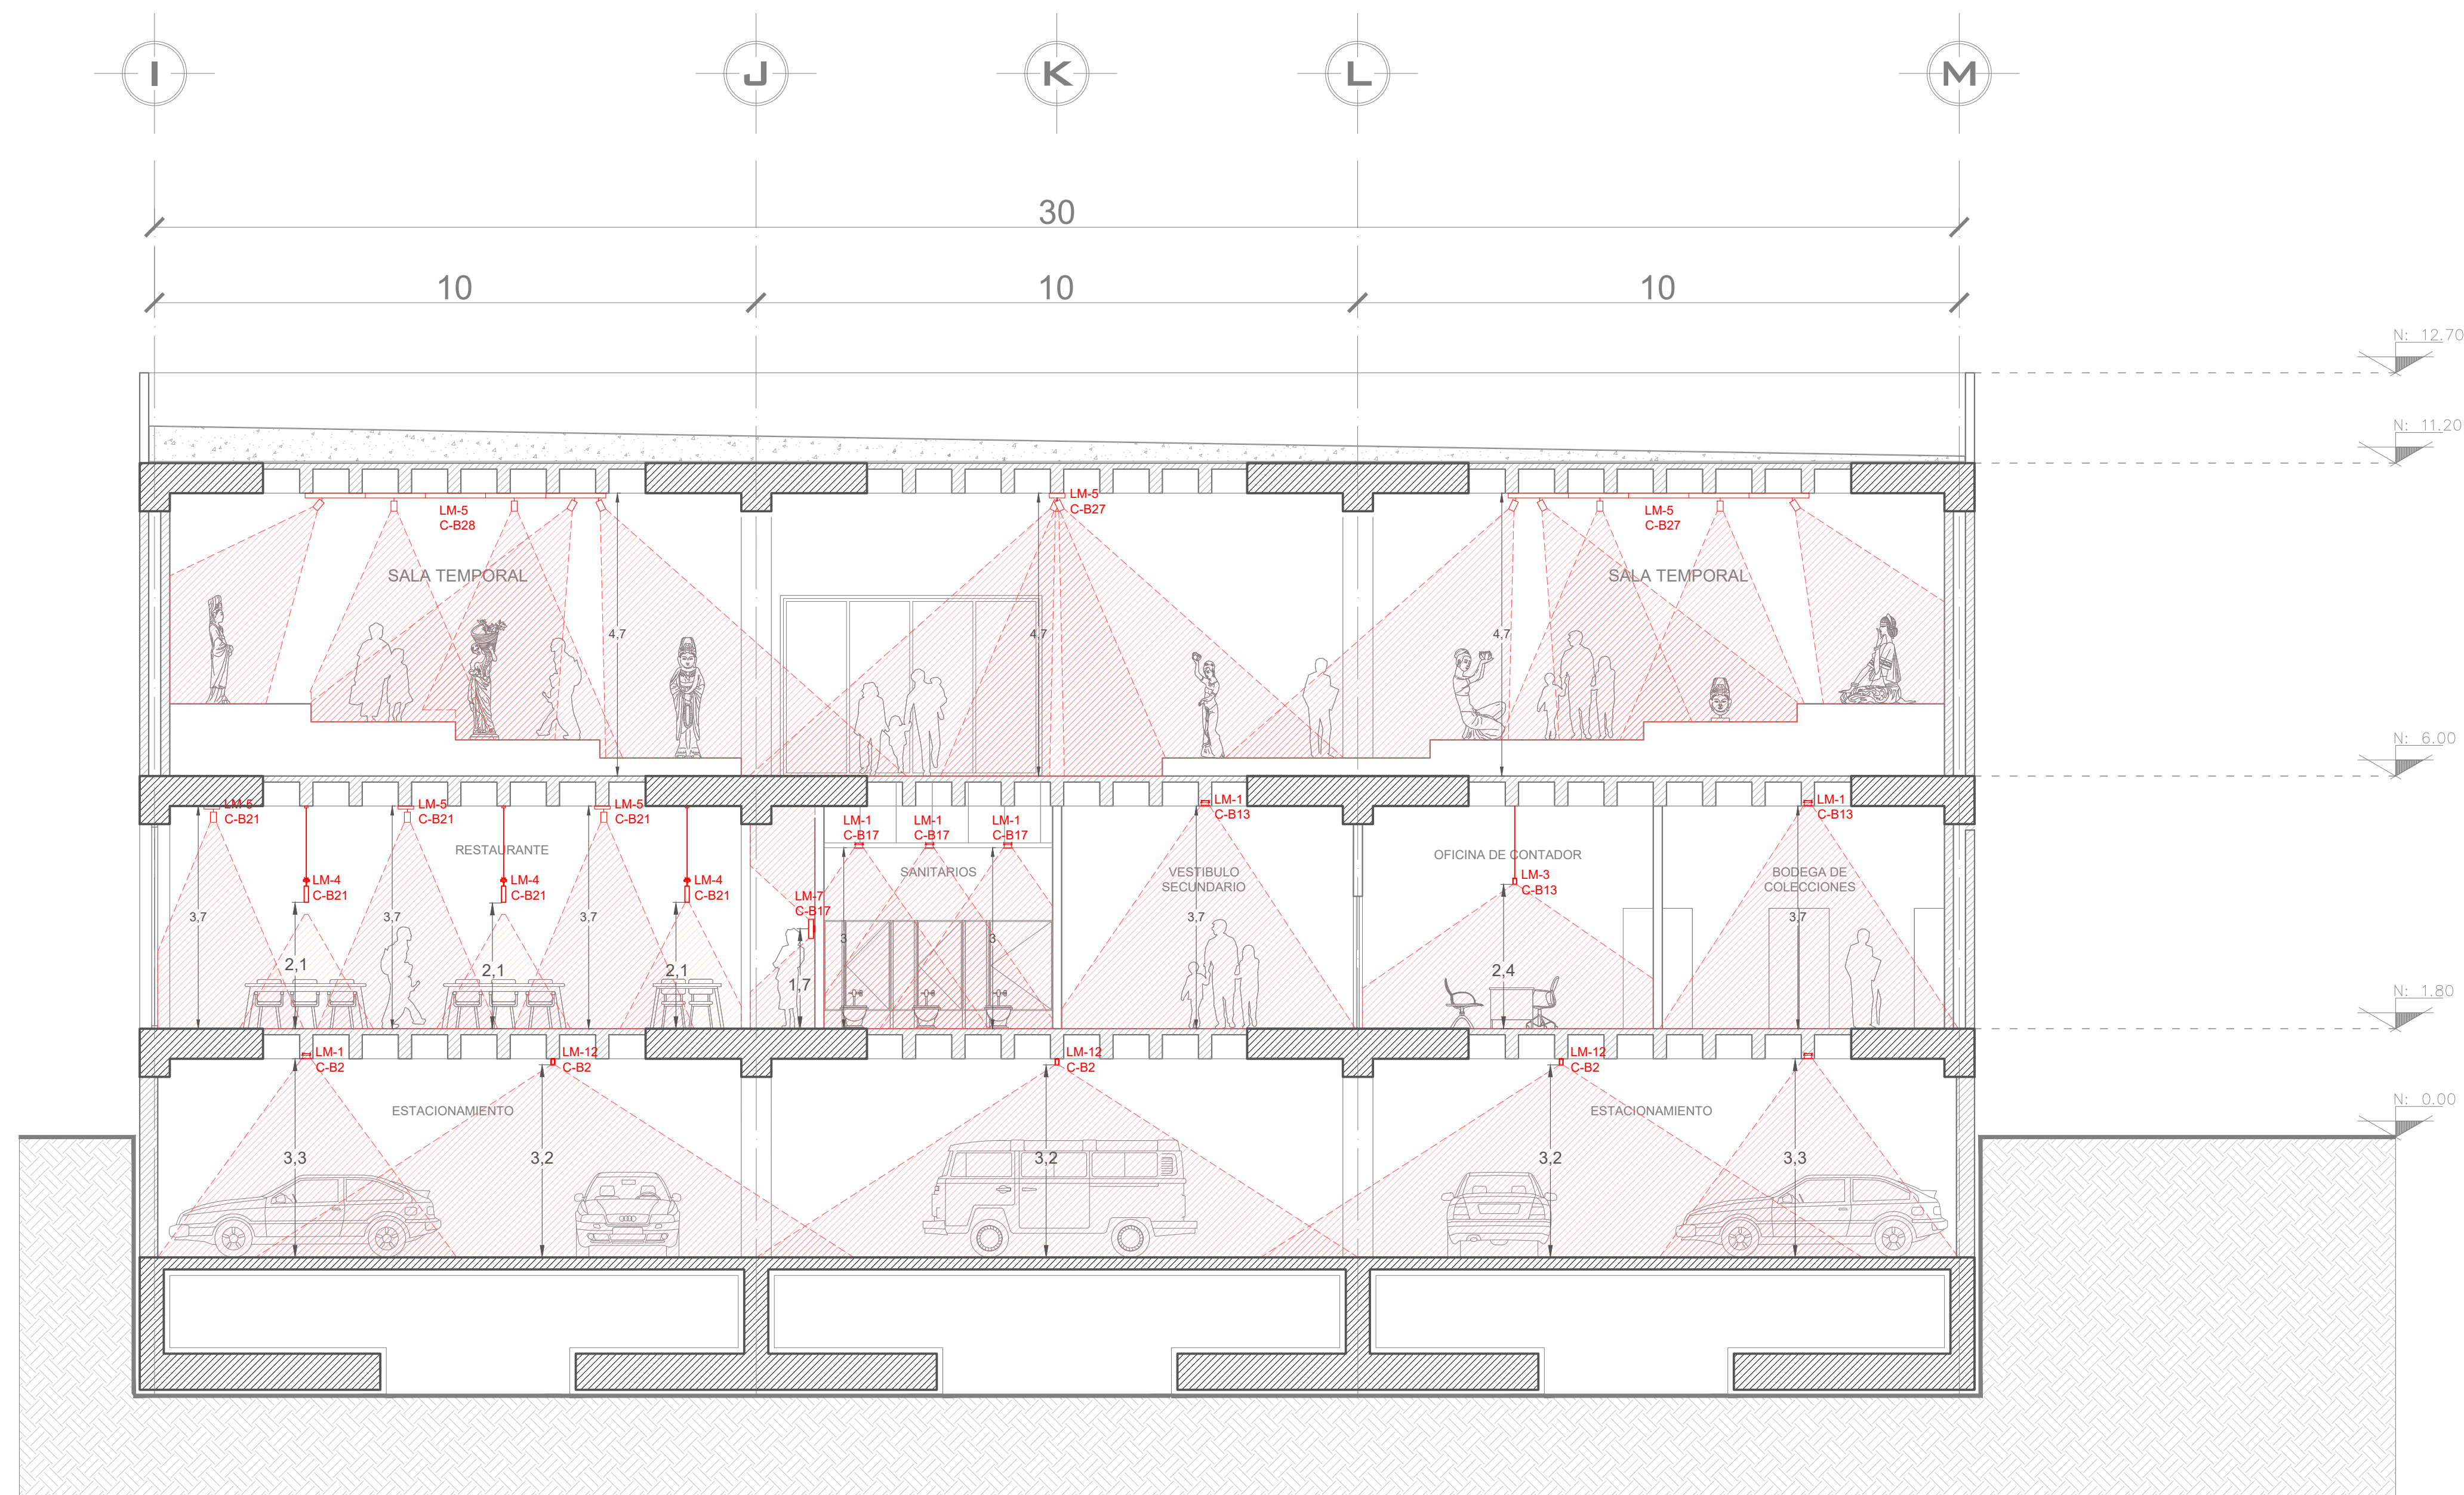 I J K L M
30
10 10 10
N: 12.70
N: 11.20
LM-5
C-B28
LM-5
C-B27
LM-5
C-B27
SALA TEMPORAL
SALA TEMPORAL
4,7
4,7
4,7
N: 6.00
LM-5
C-B21
LM-5
C-B21
LM-5
C-B21
LM-1
C-B17
LM-1
C-B17
LM-1
C-B17
LM-1
C-B13
LM-1
C-B13
RESTAURANTE
SANITARIOS
VESTIBULO
SECUNDARIO
OFICINA DE CONTADOR
BODEGA DE
COLECCIONES
LM-4
C-B21
LM-4
C-B21
LM-4
C-B21
LM-7
C-B17
LM-3
C-B13
3,7
3,7
3,7
3,7
3,7
3
3
2,1
2,1
2,1
1,7
2,4
N: 1.80
LM-1
C-B2
LM-12
C-B2
LM-12
C-B2
LM-12
C-B2
ESTACIONAMIENTO
ESTACIONAMIENTO
N: 0.00
3,3
3,2
3,2
3,2
3,3